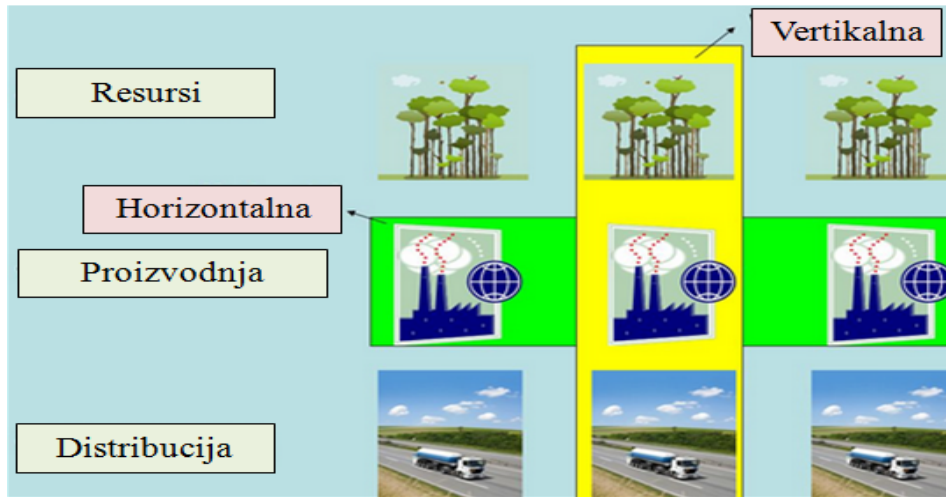 Vertikalna
Resursi
Horizontalna
Proizvodnja
Distribucija